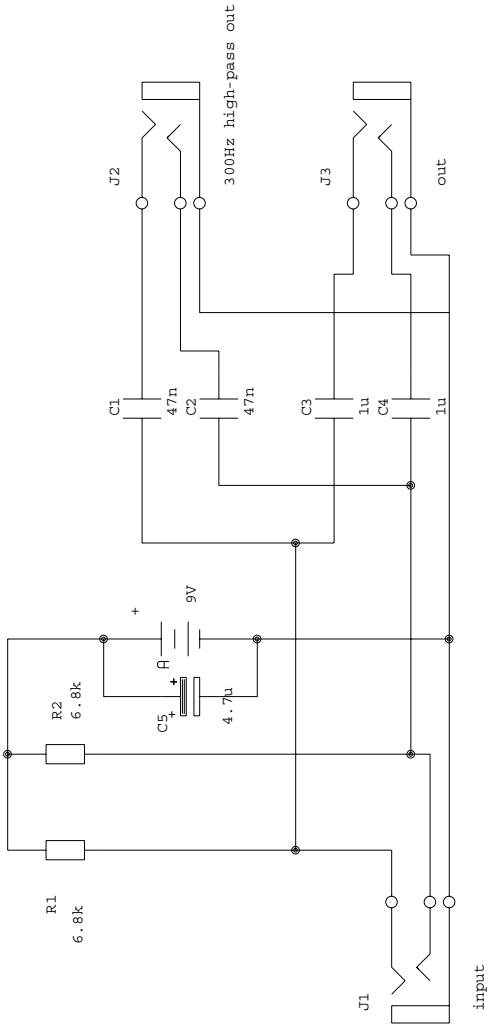 J2
300Hz high-pass out
J3
out
C1
47n
C2
47n
C3
1u
C4
1u
+
9V
A
+
C5
+
4.7u
R2
6.8k
R1
6.8k
J1
input